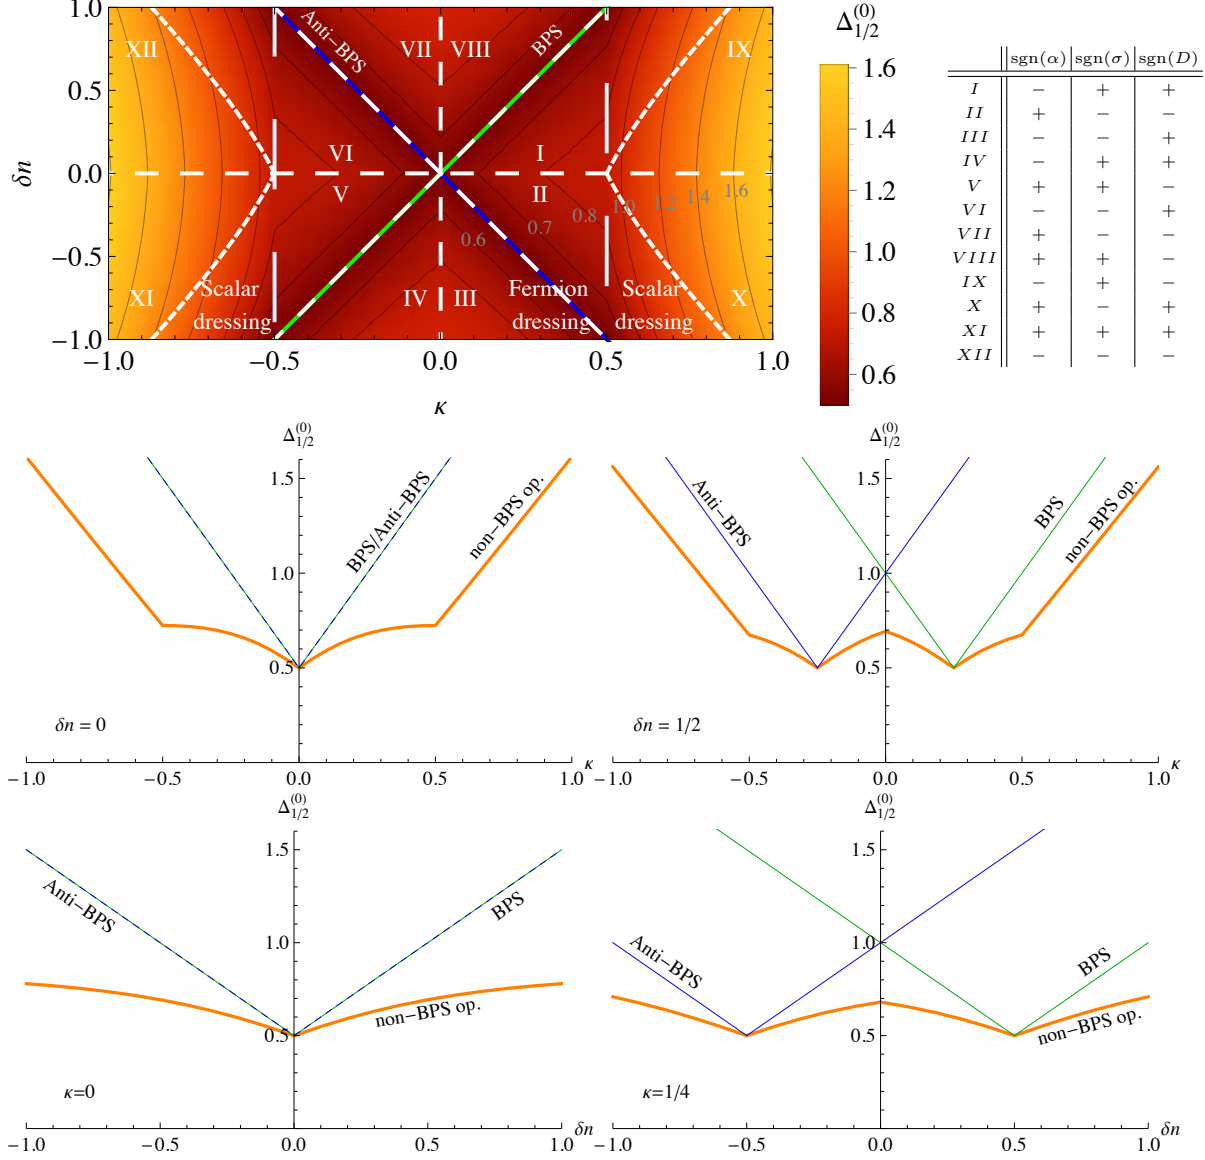 Δ₁/₂⁽⁰⁾
1.0
0.5
0.0
−0.5
−1.0
δn
XII
Anti−BPS
VII
VIII
BPS
IX
VI
I
V
II
0.6
0.7
0.8
1.0
1.2
1.4
1.6
XI
Scalar
dressing
IV
III
Fermion
dressing
Scalar
dressing
X
−1.0
−0.5
0.0
0.5
1.0
κ
1.6
1.4
1.2
1.0
0.8
0.6
sgn(α) sgn(σ) sgn(D)
I − + +
II + − −
III − − +
IV − + +
V + + −
VI − − +
VII + − −
VIII + + −
IX − + −
X + − +
XI + + +
XII − − −
Δ₁/₂⁽⁰⁾
1.5
1.0
0.5
BPS/Anti−BPS
non−BPS op.
δn = 0
−1.0 −0.5 0.0 0.5 1.0 κ
Δ₁/₂⁽⁰⁾
1.5
1.0
0.5
Anti−BPS
BPS
non−BPS op.
δn = 1/2
−1.0 −0.5 0.0 0.5 1.0 κ
Δ₁/₂⁽⁰⁾
1.5
1.0
0.5
Anti−BPS
BPS
non−BPS op.
κ=0
−1.0 −0.5 0.0 0.5 1.0 δn
Δ₁/₂⁽⁰⁾
1.5
1.0
0.5
Anti−BPS
BPS
non−BPS op.
κ=1/4
−1.0 −0.5 0.0 0.5 1.0 δn